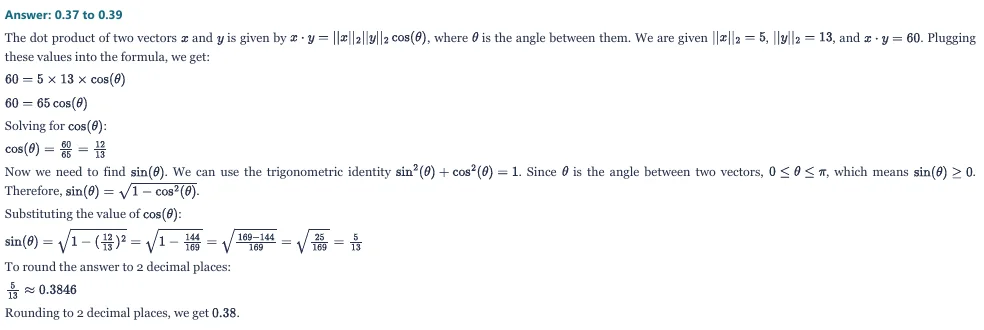 Answer: 0.37 to 0.39
The dot product of two vectors x and y is given by x · y = ||x||₂||y||₂ cos(θ), where θ is the angle between them. We are given ||x||₂ = 5, ||y||₂ = 13, and x · y = 60. Plugging
these values into the formula, we get:
60 = 5 × 13 × cos(θ)
60 = 65 cos(θ)
Solving for cos(θ):
cos(θ) = 60/65 = 12/13
Now we need to find sin(θ). We can use the trigonometric identity sin²(θ) + cos²(θ) = 1. Since θ is the angle between two vectors, 0 ≤ θ ≤ π, which means sin(θ) ≥ 0.
Therefore, sin(θ) = √(1 − cos²(θ)).
Substituting the value of cos(θ):
sin(θ) = √(1 − (12/13)²) = √(1 − 144/169) = √((169−144)/169) = √(25/169) = 5/13
To round the answer to 2 decimal places:
5/13 ≈ 0.3846
Rounding to 2 decimal places, we get 0.38.